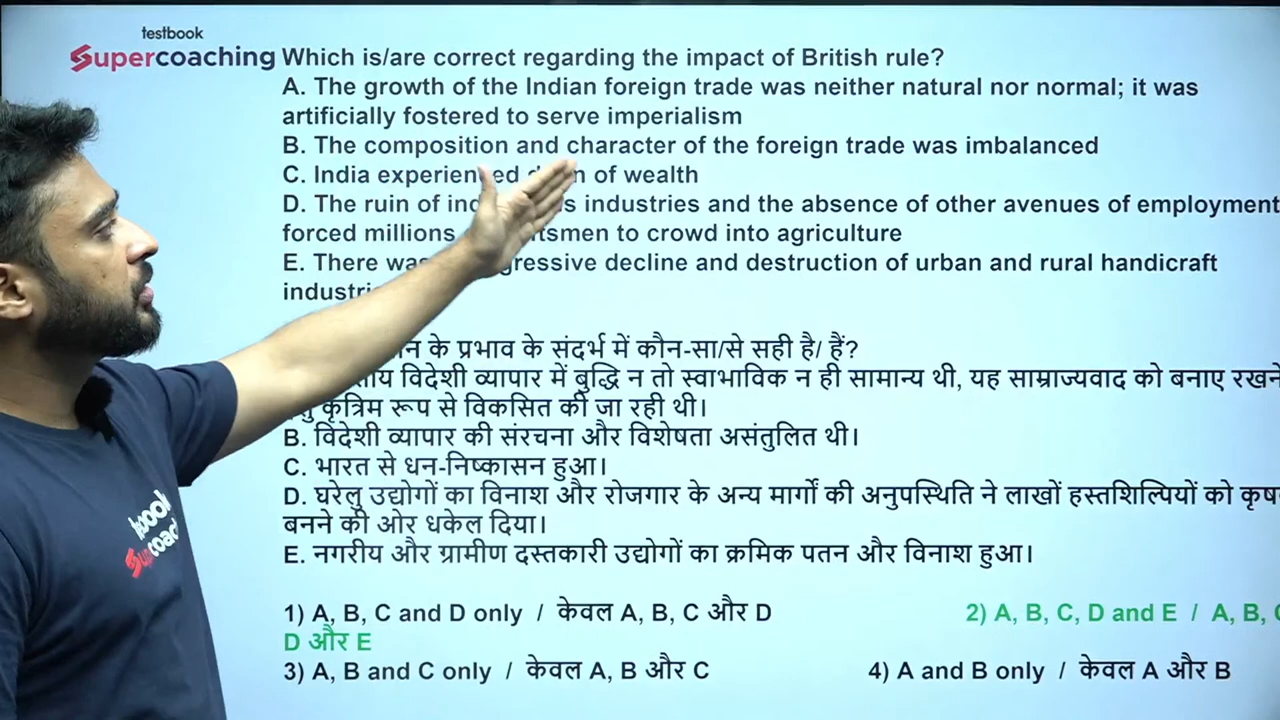 testbook
Supercoaching
Which is/are correct regarding the impact of British rule?
A. The growth of the Indian foreign trade was neither natural nor normal; it was
artificially fostered to serve imperialism
B. The composition and character of the foreign trade was imbalanced
C. India experienced of wealth
D. The ruin of industries and the absence of other avenues of employment
forced millions to crowd into agriculture
E. There was decline and destruction of urban and rural handicraft
के प्रभाव के संदर्भ में कौन-सा/से सही है/ हैं?
विदेशी व्यापार में बुद्धि न तो स्वाभाविक न ही सामान्य थी, यह साम्राज्यवाद को बनाए रखने
कृत्रिम रूप से विकसित की जा रही थी।
B. विदेशी व्यापार की संरचना और विशेषता असंतुलित थी।
C. भारत से धन-निष्कासन हुआ।
D. घरेलु उद्योगों का विनाश और रोजगार के अन्य मार्गों की अनुपस्थिति ने लाखों हस्तशिल्पियों को
बनने की ओर धकेल दिया।
E. नगरीय और ग्रामीण दस्तकारी उद्योगों का क्रमिक पतन और विनाश हुआ।
1) A, B, C and D only / केवल A, B, C और D 2) A, B, C, D and E / A, B,
D और E
3) A, B and C only / केवल A, B और C 4) A and B only / केवल A और B